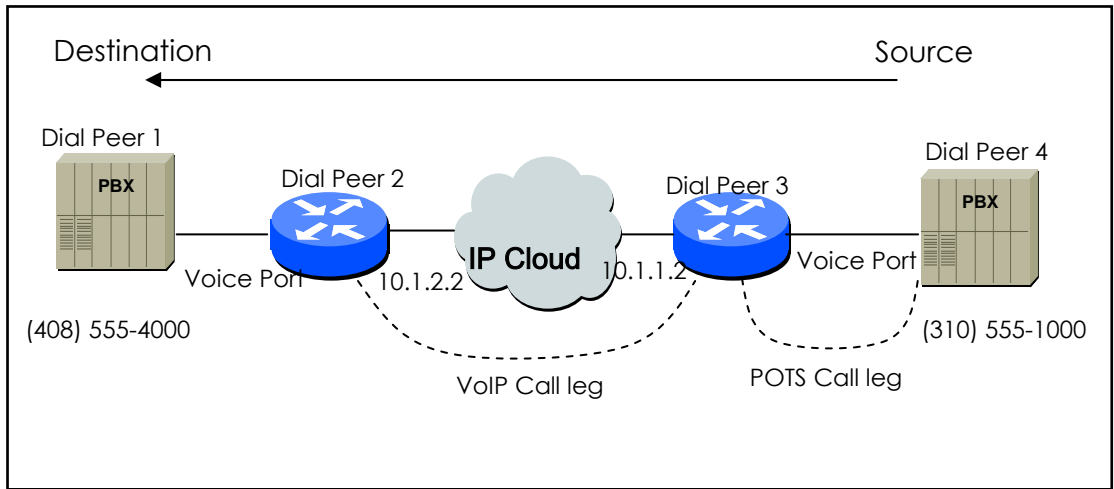 Destination
Source
Dial Peer 1
Dial Peer 4
PBX
Dial Peer 2
Dial Peer 3
PBX
IP Cloud
Voice Port
10.1.2.2
10.1.1.2
Voice Port
(408) 555-4000
(310) 555-1000
VoIP Call leg
POTS Call leg